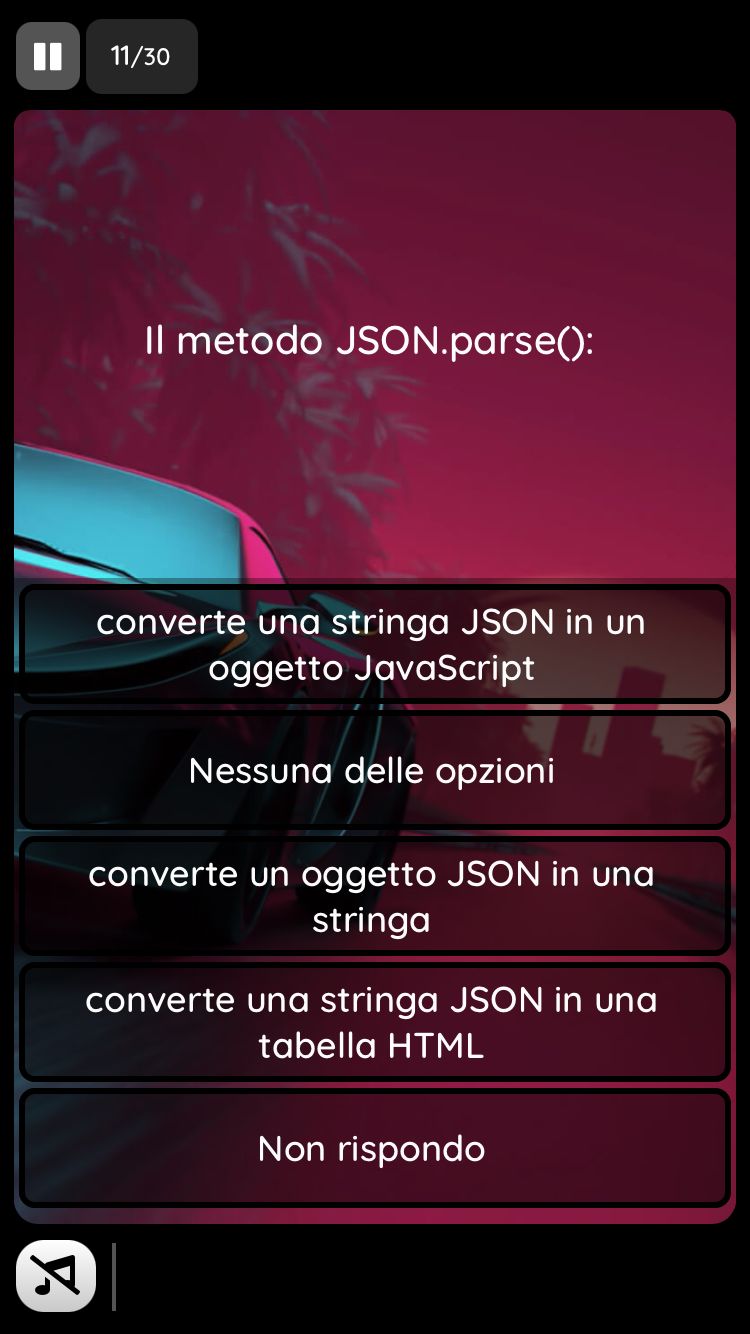 11/30
Il metodo JSON.parse():
converte una stringa JSON in un
oggetto JavaScript
Nessuna delle opzioni
converte un oggetto JSON in una
stringa
converte una stringa JSON in una
tabella HTML
Non rispondo